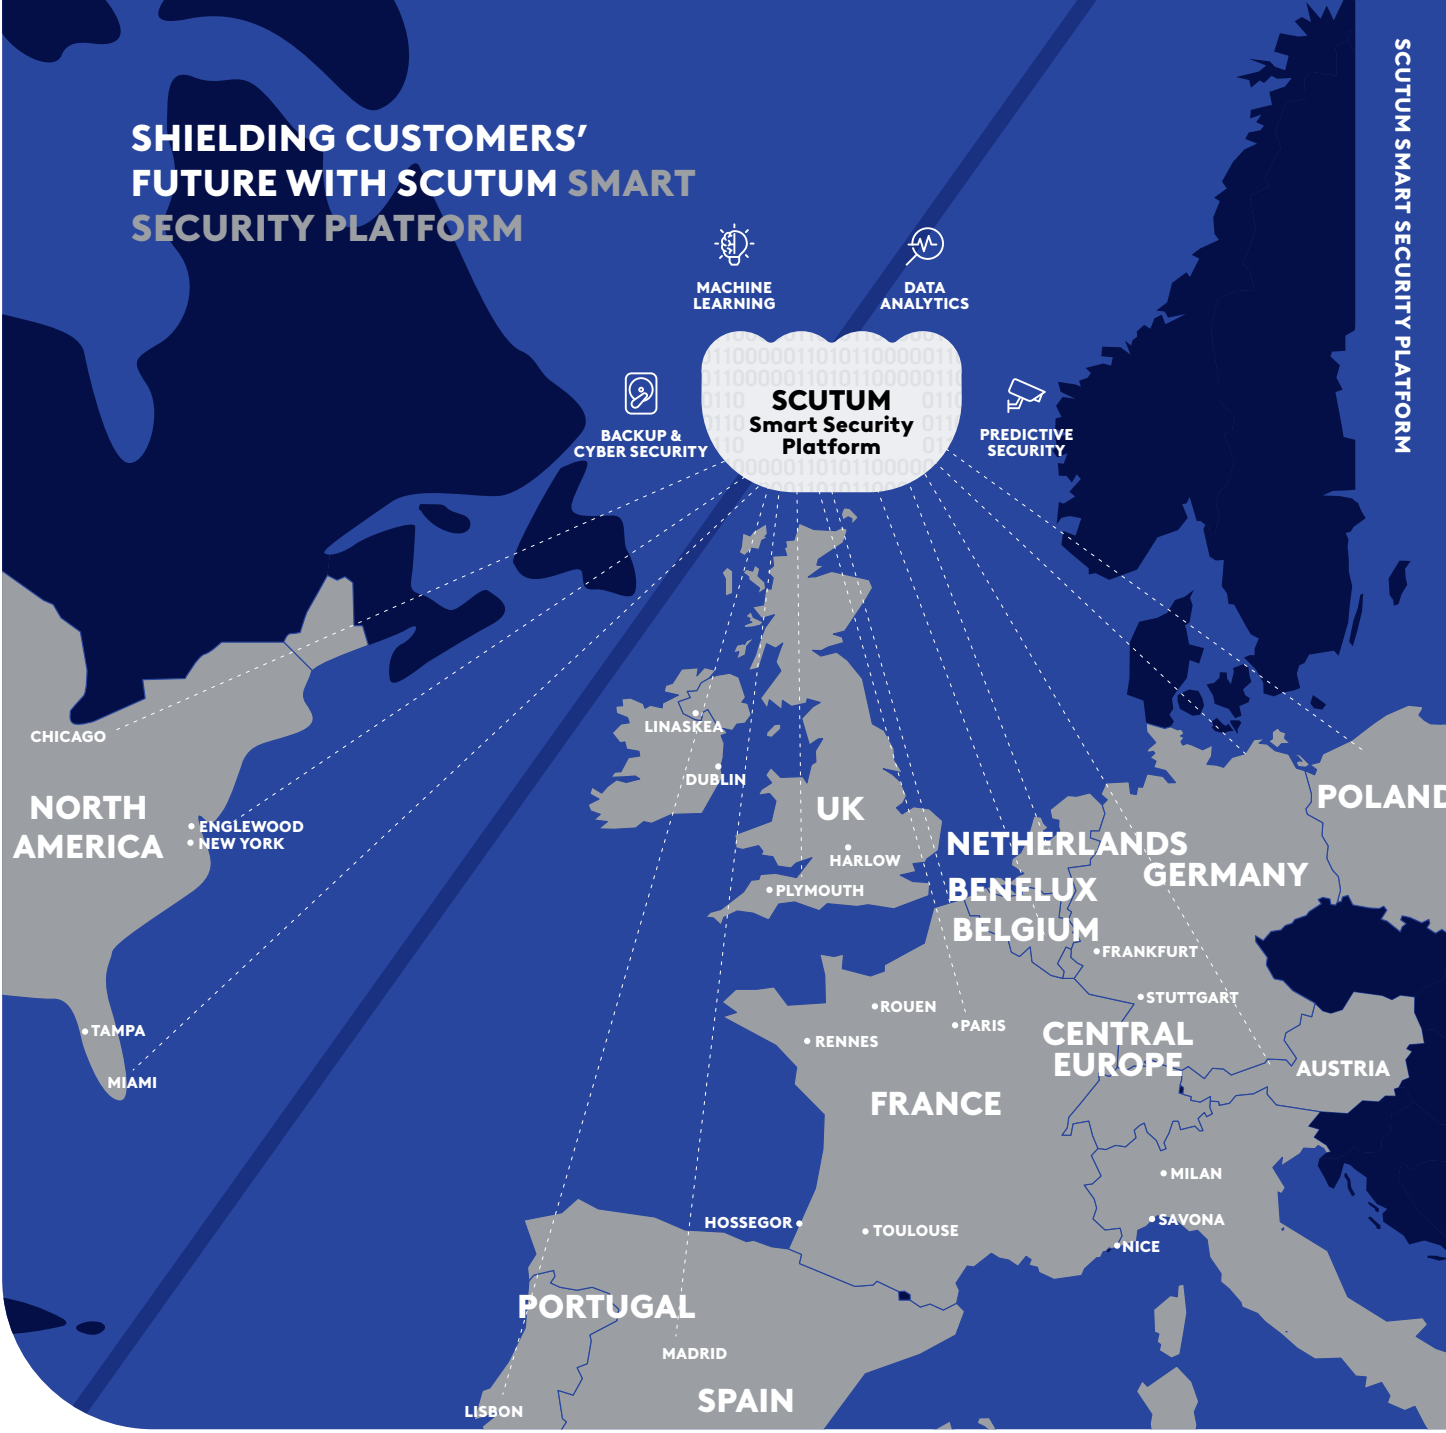 SHIELDING CUSTOMERS'
FUTURE WITH SCUTUM SMART
SECURITY PLATFORM
SCUTUM SMART SECURITY PLATFORM
MACHINE
LEARNING
DATA
ANALYTICS
BACKUP &
CYBER SECURITY
SCUTUM
Smart Security
Platform
PREDICTIVE
SECURITY
CHICAGO
NORTH
AMERICA
ENGLEWOOD
NEW YORK
TAMPA
MIAMI
LINASKEA
DUBLIN
UK
HARLOW
PLYMOUTH
NETHERLANDS
BENELUX
BELGIUM
GERMANY
POLAND
FRANKFURT
STUTTGART
ROUEN
PARIS
RENNES
CENTRAL
EUROPE
AUSTRIA
FRANCE
MILAN
SAVONA
NICE
HOSSEGOR
TOULOUSE
PORTUGAL
MADRID
SPAIN
LISBON